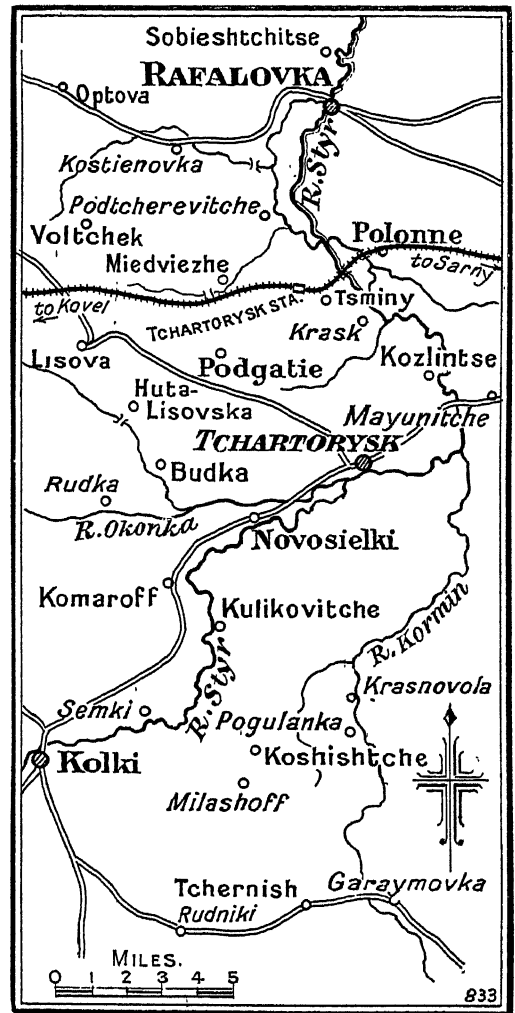 Sobieshtchitse
RAFALOVKA
Optova
R. Styr
Kostienovka
Podtcherevitche
Voltchek
Polonne
Miedviezhe
to Sarny
to Kovel
TCHARTORYSK STA.
Tsminy
Krask
Lisova
Podgatie
Kozlintse
Huta-
Lisovska
Mayunitche
TCHARTORYSK
Budka
Rudka
R. Okonka
Novosielki
Komaroff
Kulikovitche
R. Kormin
R. Styr
Krasnovola
Semki
Pogulanka
Koshishtche
Kolki
Milashoff
Tchernish
Garaymovka
Rudniki
MILES.
0 1 2 3 4 5
833